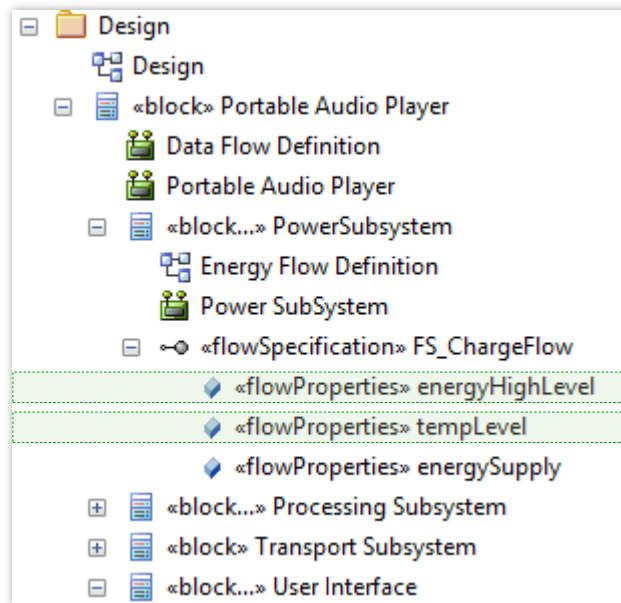 Design
Design
«block» Portable Audio Player
Data Flow Definition
Portable Audio Player
«block...» PowerSubsystem
Energy Flow Definition
Power SubSystem
«flowSpecification» FS_ChargeFlow
«flowProperties» energyHighLevel
«flowProperties» tempLevel
«flowProperties» energySupply
«block...» Processing Subsystem
«block» Transport Subsystem
«block...» User Interface